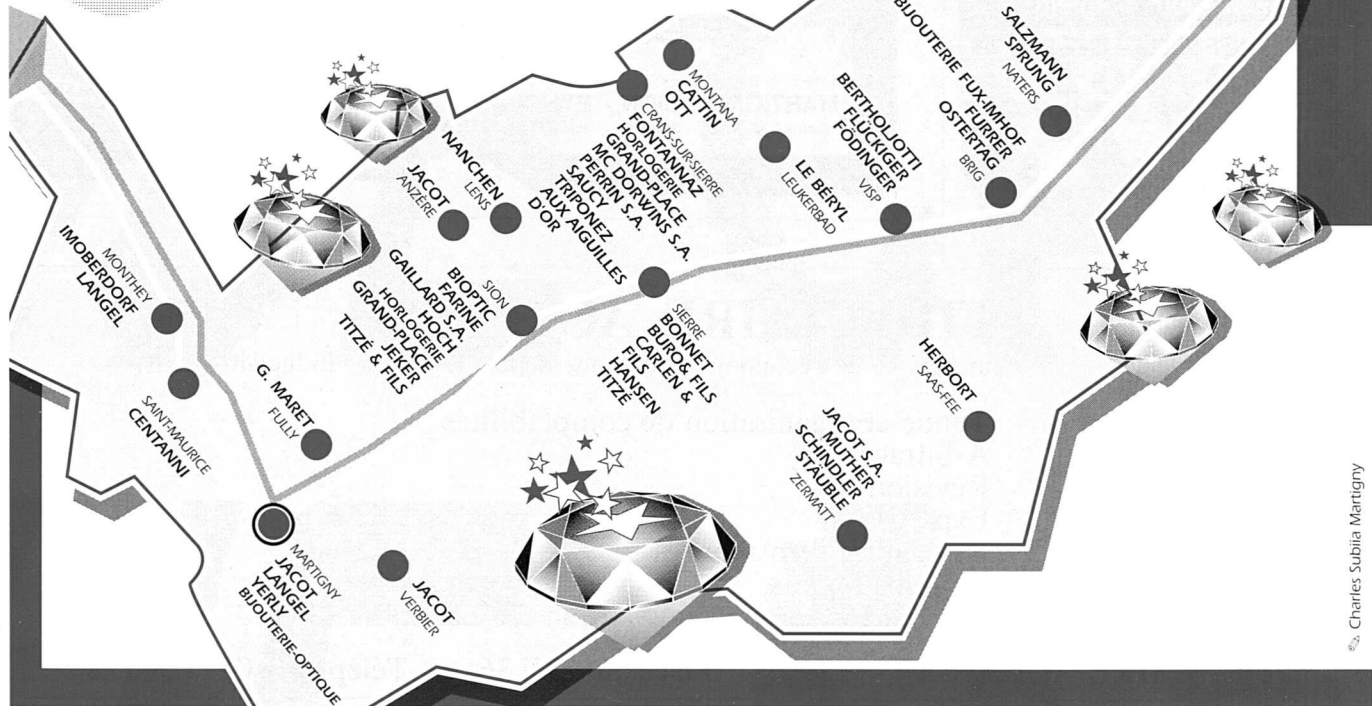 MONTHEY
IMOBERDORF
LANGEL
SAINT-MAURICE
CENTANNI
G. MARET
FULLY
MARTIGNY
JACOT
LANGEL
YERLY
BIJOUTERIE-OPTIQUE
JACOT
VERBIER
JACOT
ANZÈRE
NANCHEN
LENS
SION
BIOPTIC
FARINE
GAILLARD S.A.
HOCH
HORLOGERIE
GRAND-PLACE
JEKER
TITZÉ & FILS
MONTANA
CATTIN
OTT
CRANS-SUR-SIERRE
FONTANNAZ
HORLOGERIE
GRAND-PLACE
MC DORWINS S.A.
PERRIN S.A.
SAUCY
TRIPONEZ
AUX AIGUILLES
D'OR
SIERRE
BONNET
BURO& FILS
CARLEN &
FILS
HANSEN
TITZÉ
LE BÉRYL
LEUKERBAD
BERTHOLJOTTI
FLÜCKIGER
FÖDINGER
VISP
BIJOUTERIE FUX-IMHOF
FURRER
OSTERTAG
BRIG
SALZMANN
SPRUNG
NATERS
HERBORT
SAAS-FEE
JACOT S.A.
MUTHER
SCHINDLER
STÄUBLE
ZERMATT
Charles Subiia Martigny